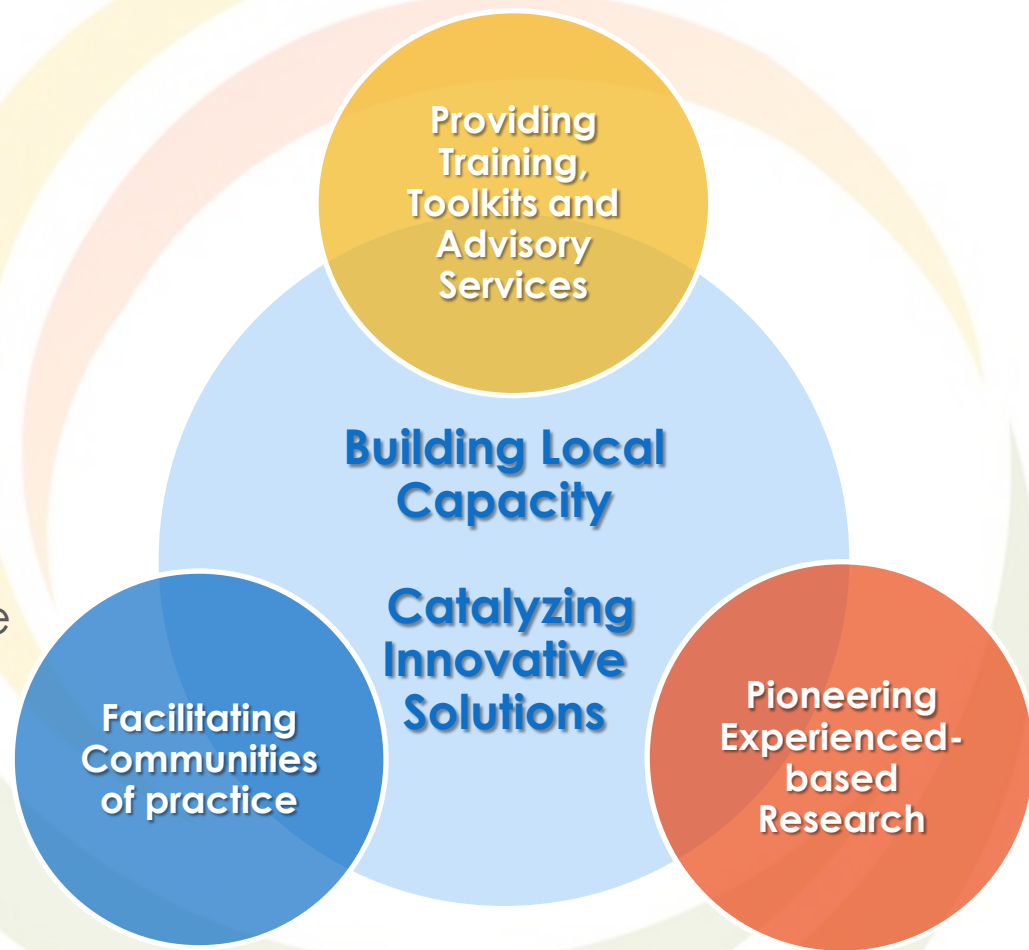 Providing
Training,
Toolkits and
Advisory
Services
Building Local
Capacity
Catalyzing
Innovative
Solutions
e
Facilitating
Communities
of practice
Pioneering
Experienced-
based
Research